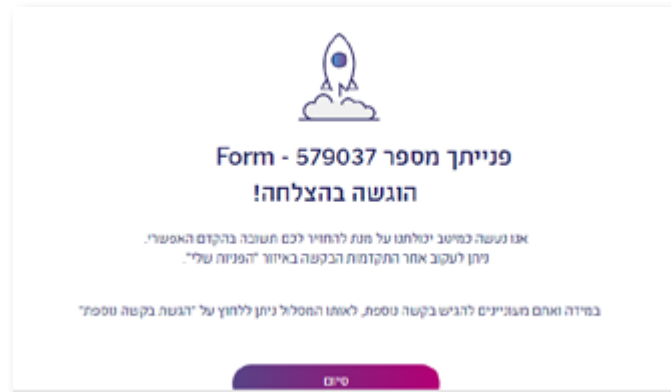 פנייתך מספר Form - 579037
הוגשה בהצלחה!
אנו נעשה כמיטב יכולתנו על מנת להחזיר לכם תשובה בהקדם האפשרי.
ניתן לעקוב אחר התקדמות הבקשה באיזור "הפניות שלי".
במידה ואתם מעוניינים להגיש בקשה נוספת, לאותו המסלול ניתן ללחוץ על "הגשת בקשה נוספת"
סיום